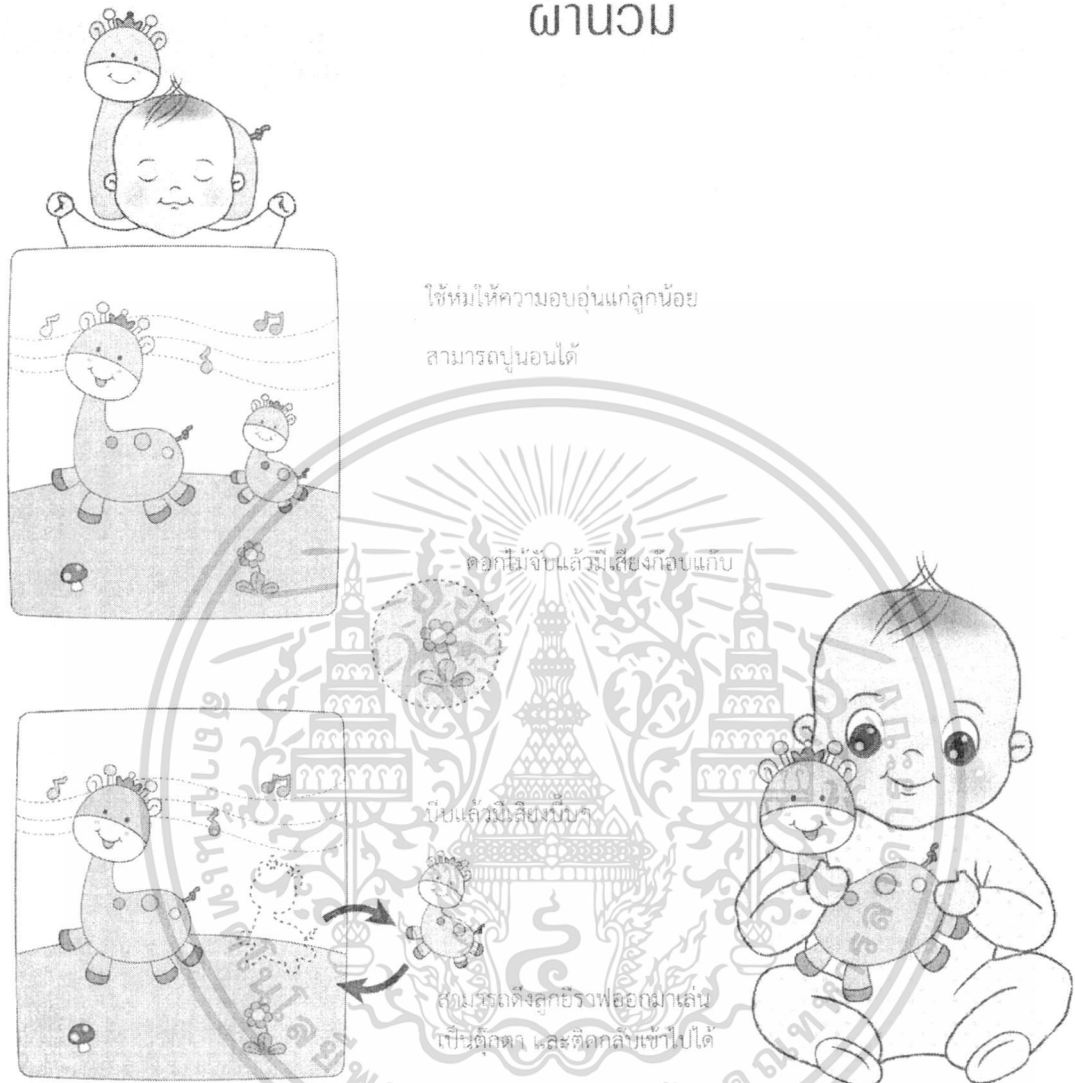 ผ้านวม
ใช้ห่มให้ความอบอุ่นแก่ลูกน้อย
สามารถปูนอนได้
ดอกไม้จับแล้วมีเสียงก๊อบแก๊บ
บีบแล้วมีเสียงปี๊บๆ
สามารถดึงลูกยีราฟออกมาเล่น
เป็นตุ๊กตา และติดกลับเข้าไปได้